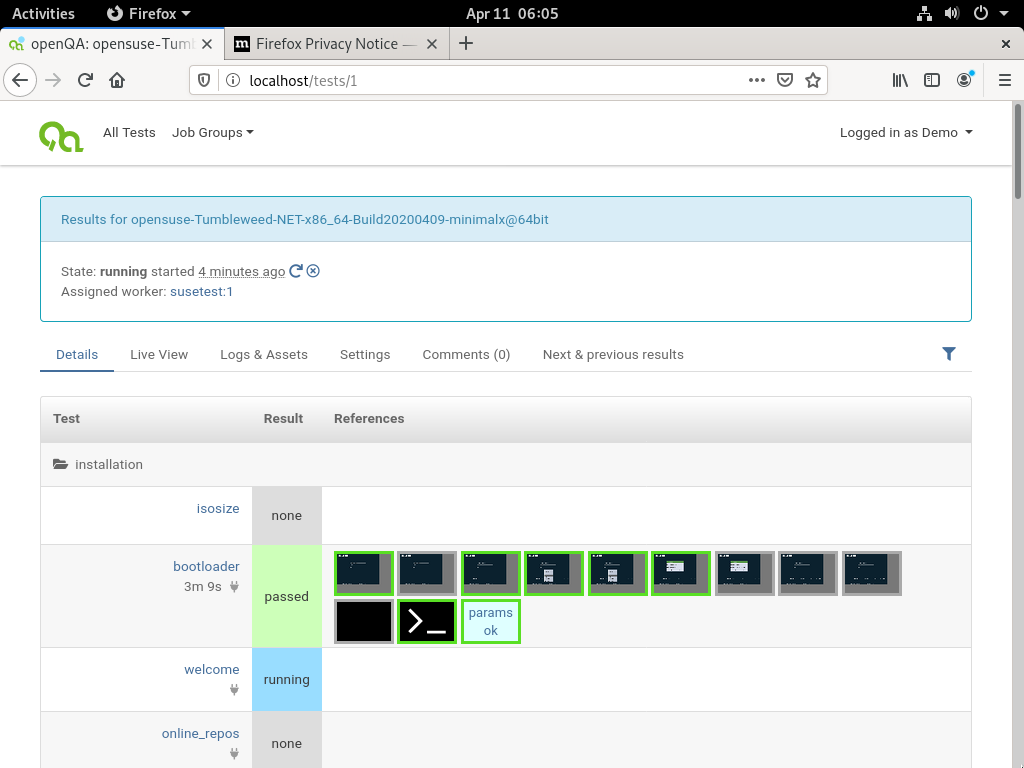 Activities Firefox Apr 11 06:05
openQA: opensuse-Tum Firefox Privacy Notice —
localhost/tests/1
All Tests Job Groups Logged in as Demo
Results for opensuse-Tumbleweed-NET-x86_64-Build20200409-minimalx@64bit
State: running started 4 minutes ago
Assigned worker: susetest:1
Details Live View Logs & Assets Settings Comments (0) Next & previous results
Test Result References
installation
isosize none
bootloader
3m 9s passed
params
ok
welcome running
online_repos none